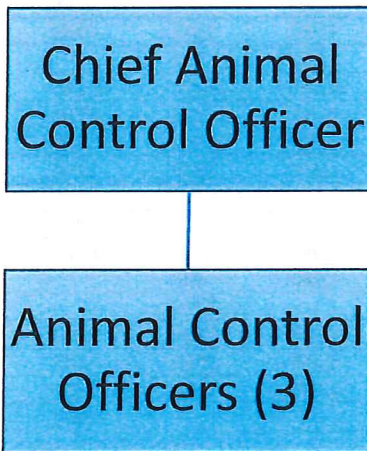 Chief Animal
Control Officer
Animal Control
Officers (3)